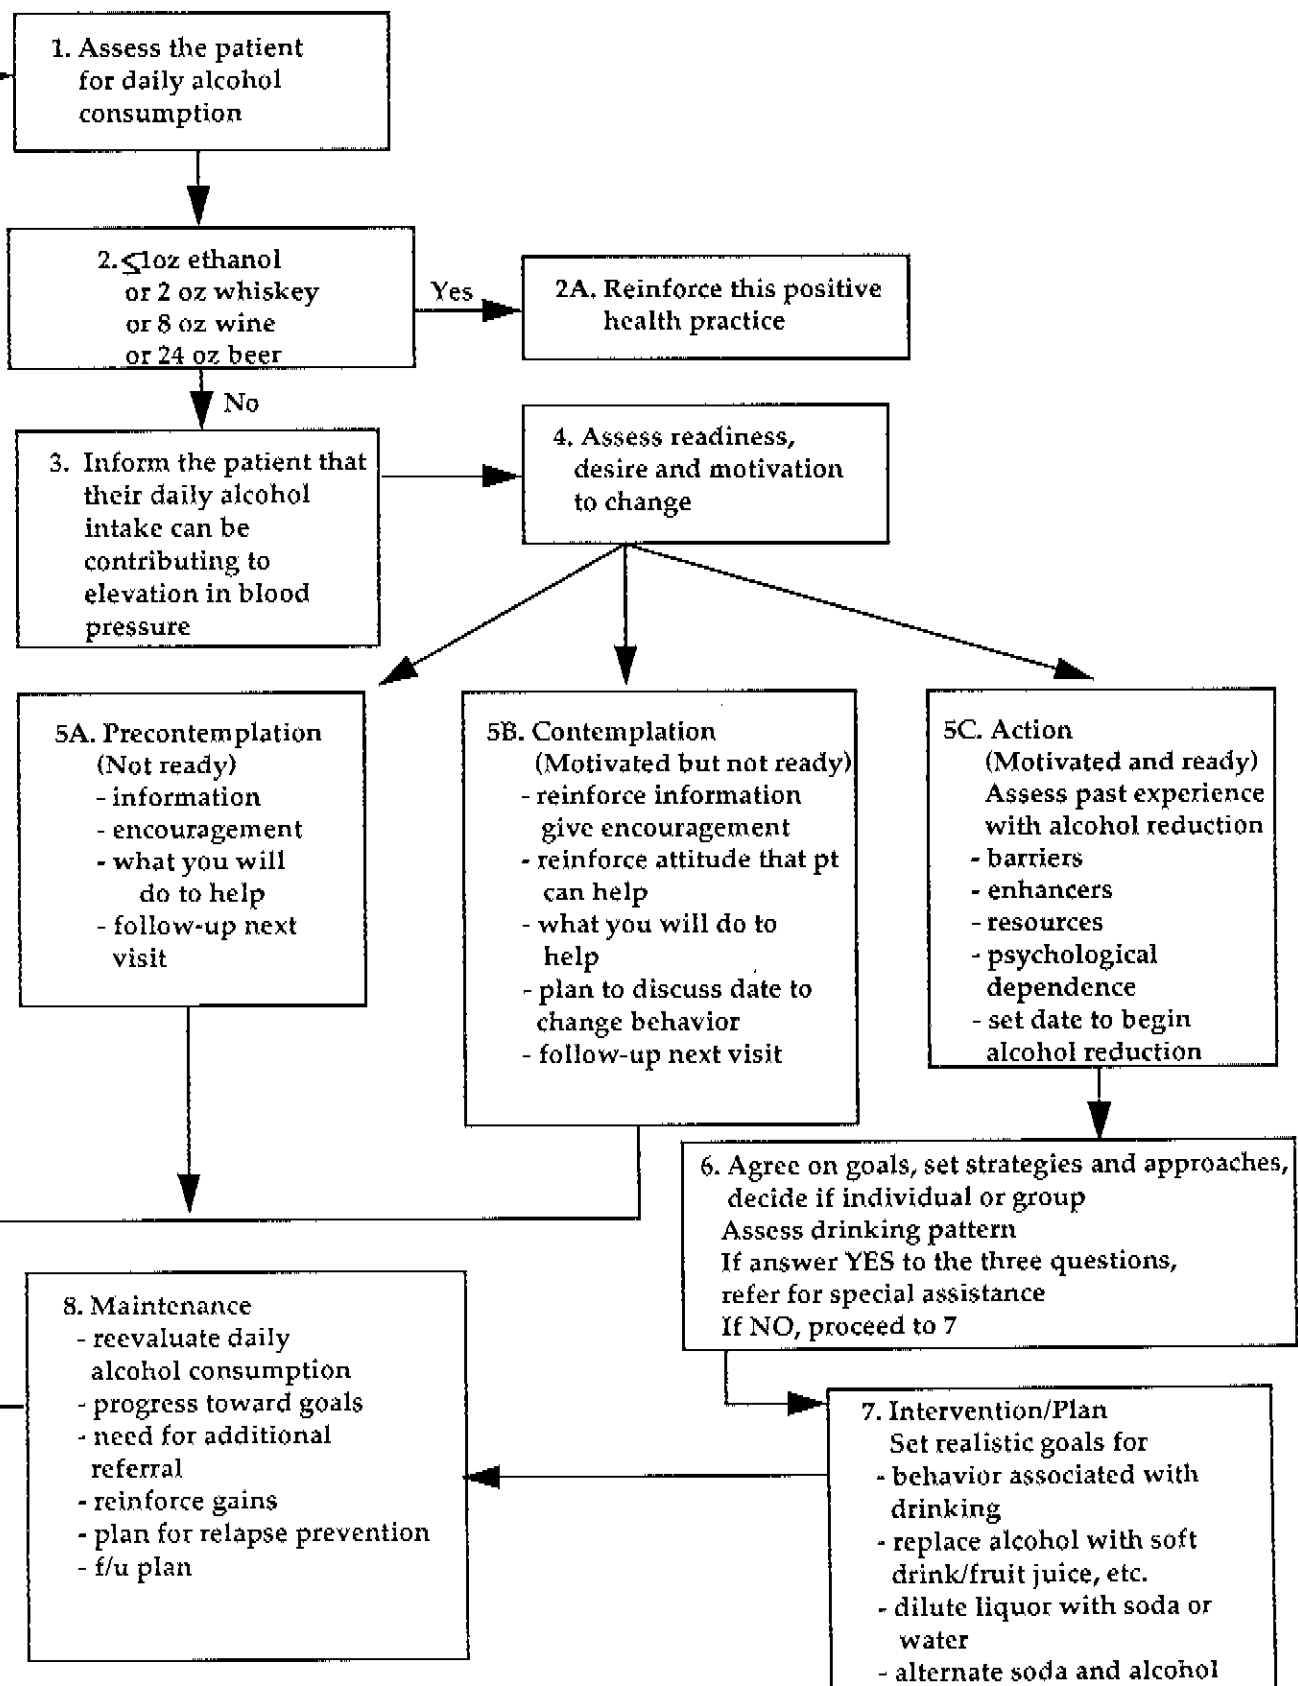 1. Assess the patient
for daily alcohol
consumption
2. ≤1oz ethanol
or 2 oz whiskey
or 8 oz wine
or 24 oz beer
Yes
2A. Reinforce this positive
health practice
No
3. Inform the patient that
their daily alcohol
intake can be
contributing to
elevation in blood
pressure
4. Assess readiness,
desire and motivation
to change
5A. Precontemplation
(Not ready)
- information
- encouragement
- what you will
do to help
- follow-up next
visit
5B. Contemplation
(Motivated but not ready)
- reinforce information
give encouragement
- reinforce attitude that pt
can help
- what you will do to
help
- plan to discuss date to
change behavior
- follow-up next visit
5C. Action
(Motivated and ready)
Assess past experience
with alcohol reduction
- barriers
- enhancers
- resources
- psychological
dependence
- set date to begin
alcohol reduction
6. Agree on goals, set strategies and approaches,
decide if individual or group
Assess drinking pattern
If answer YES to the three questions,
refer for special assistance
If NO, proceed to 7
8. Maintenance
- reevaluate daily
alcohol consumption
- progress toward goals
- need for additional
referral
- reinforce gains
- plan for relapse prevention
- f/u plan
7. Intervention/Plan
Set realistic goals for
- behavior associated with
drinking
- replace alcohol with soft
drink/fruit juice, etc.
- dilute liquor with soda or
water
- alternate soda and alcohol